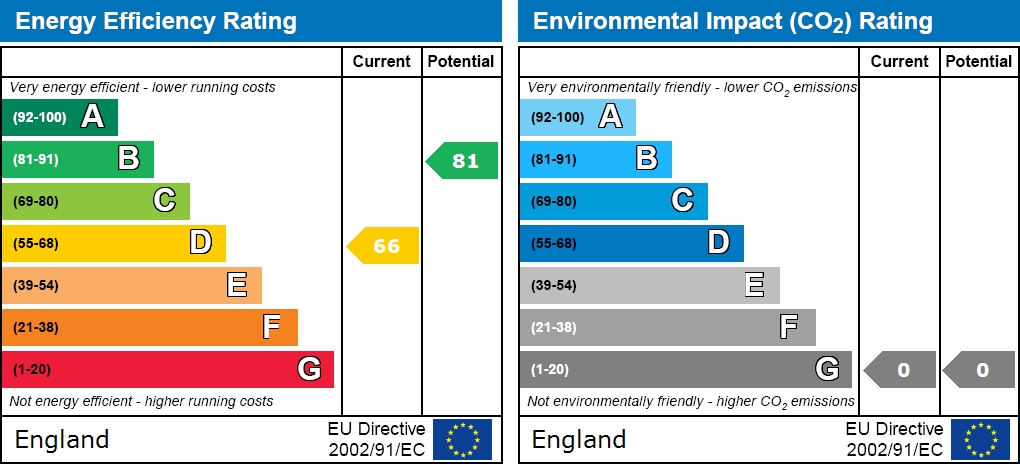 Energy Efficiency Rating
Current Potential
Very energy efficient - lower running costs
(92-100) A
(81-91) B
81
(69-80) C
(55-68) D
66
(39-54) E
(21-38) F
(1-20) G
Not energy efficient - higher running costs
England
EU Directive
2002/91/EC
Environmental Impact (CO2) Rating
Current Potential
Very environmentally friendly - lower CO2 emissions
(92-100) A
(81-91) B
(69-80) C
(55-68) D
(39-54) E
(21-38) F
(1-20) G
0 0
Not environmentally friendly - higher CO2 emissions
England
EU Directive
2002/91/EC